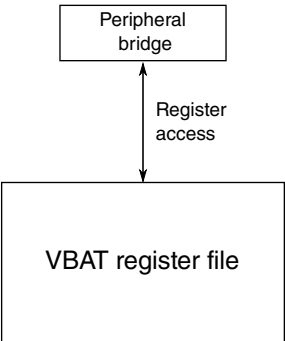 Peripheral
bridge
Register
access
VBAT register file